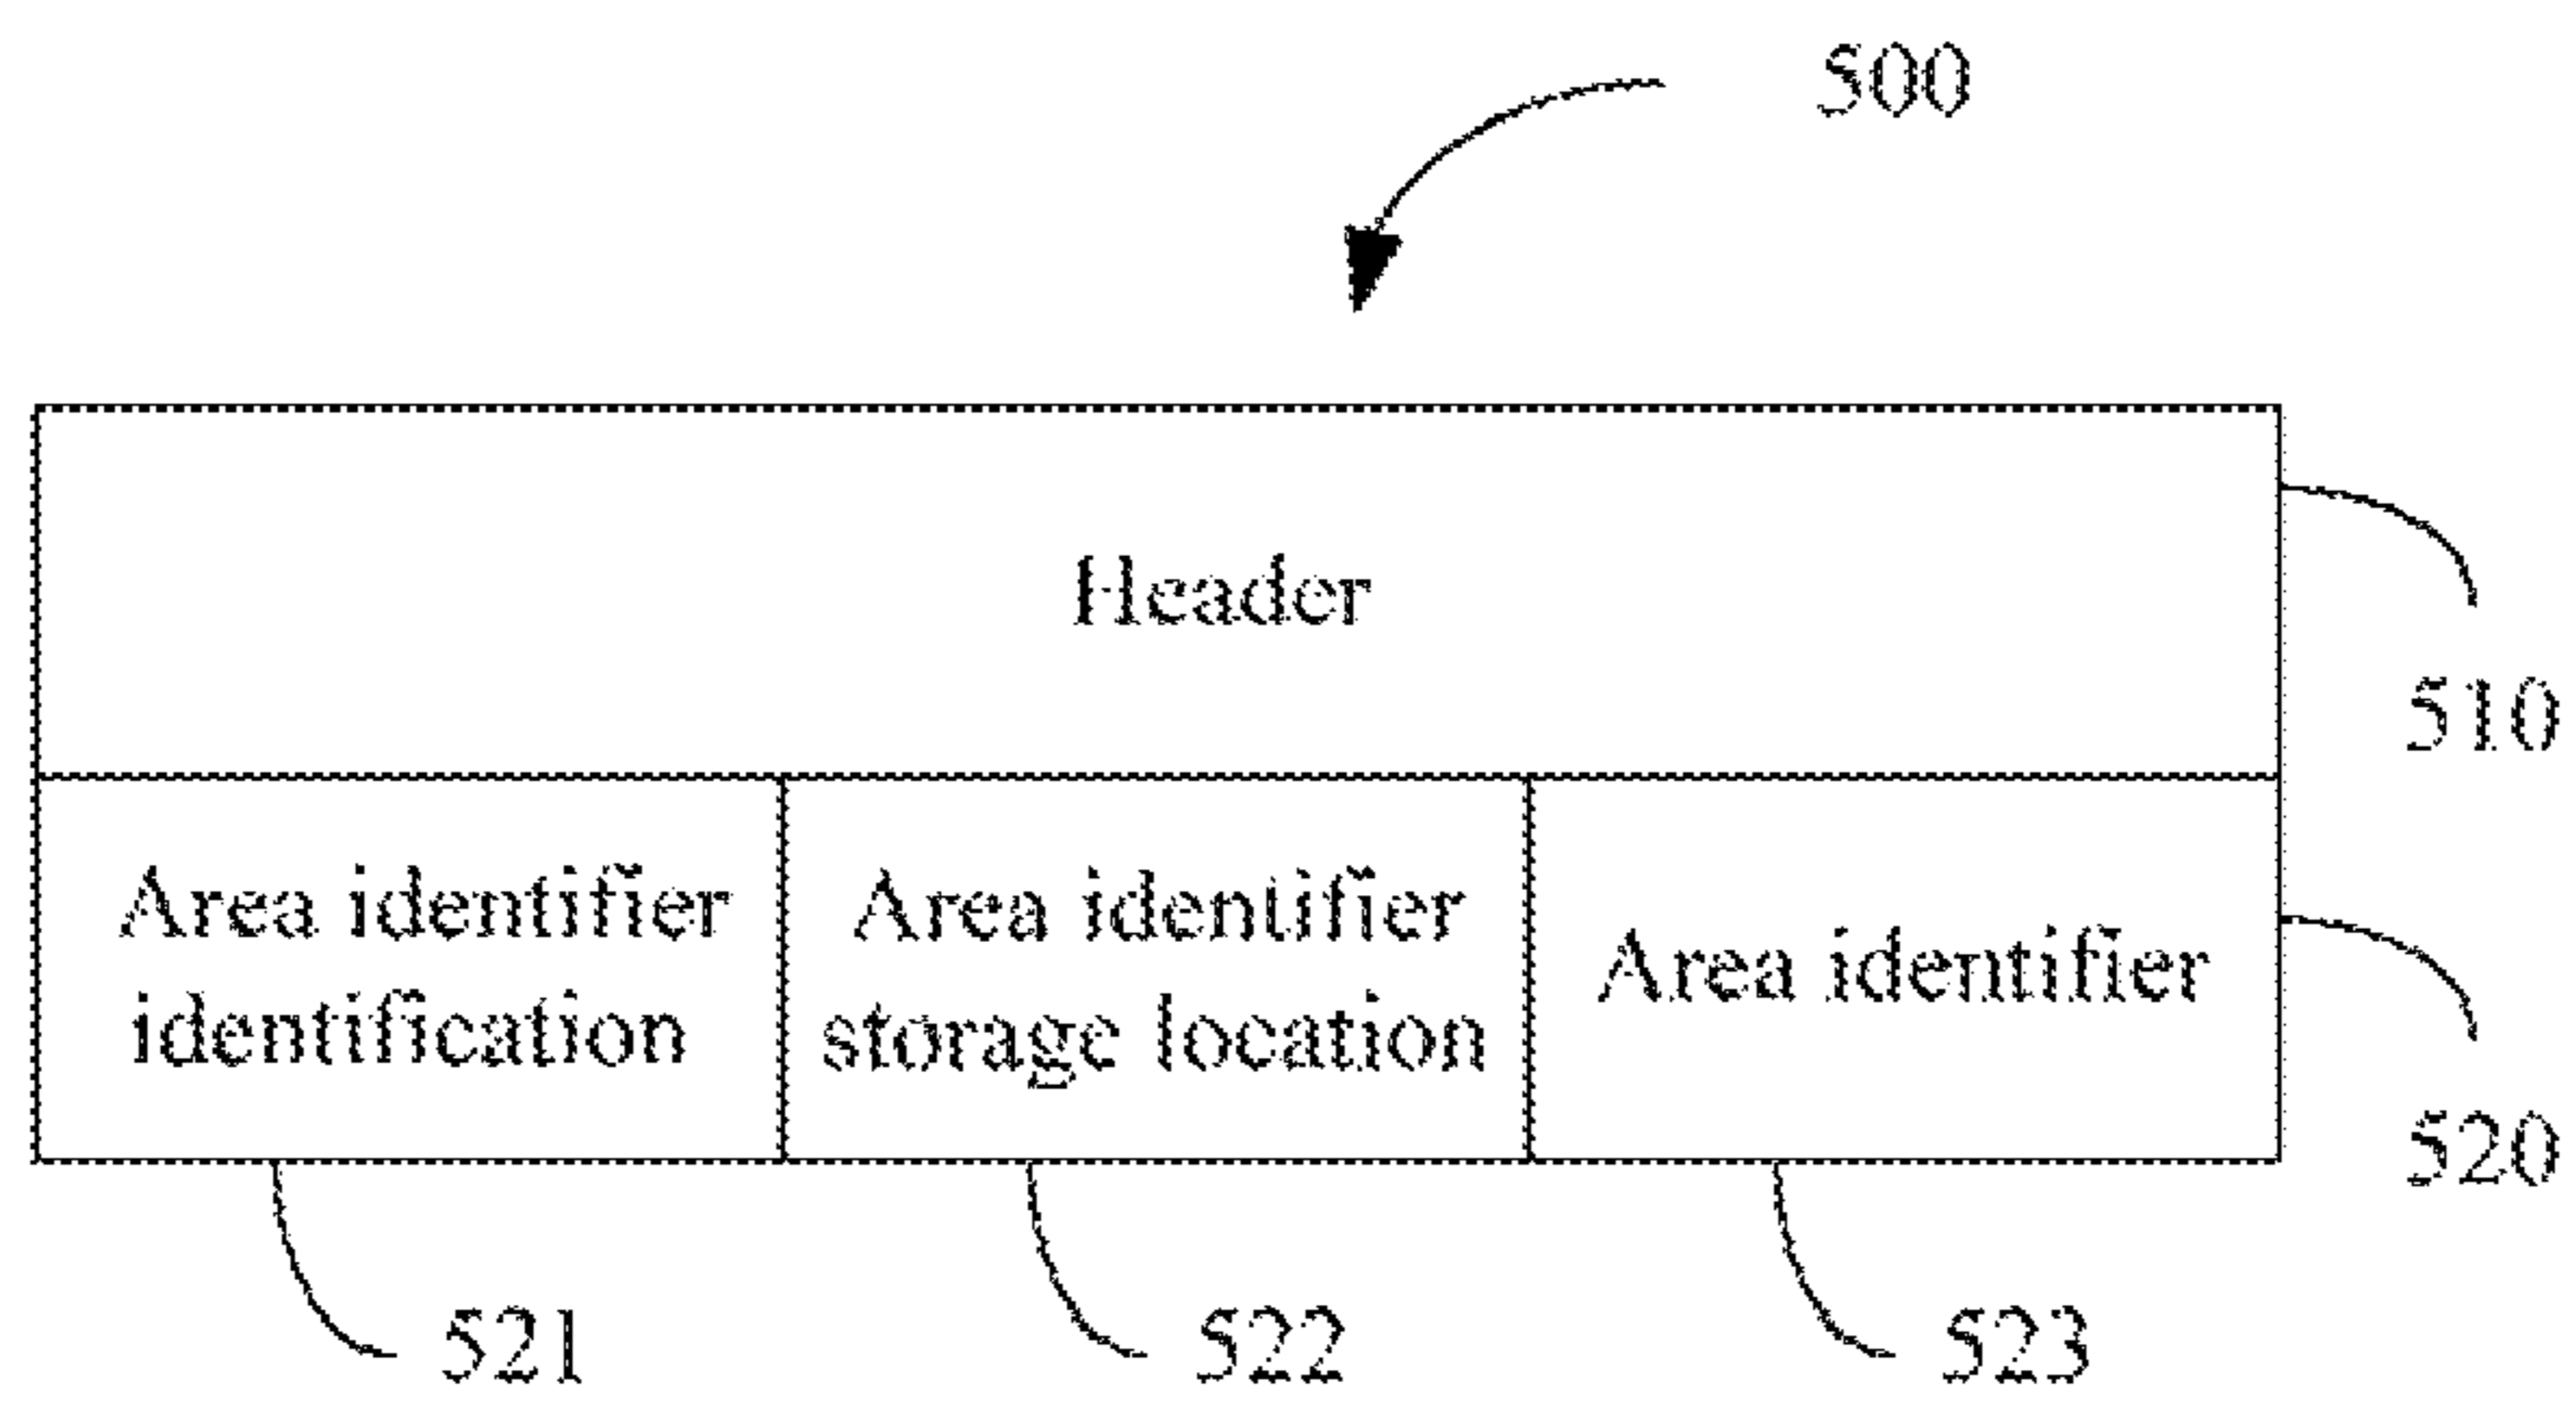 500
Header
510
Area identifier
identification
Area identifier
storage location
Area identifier
520
521
522
523